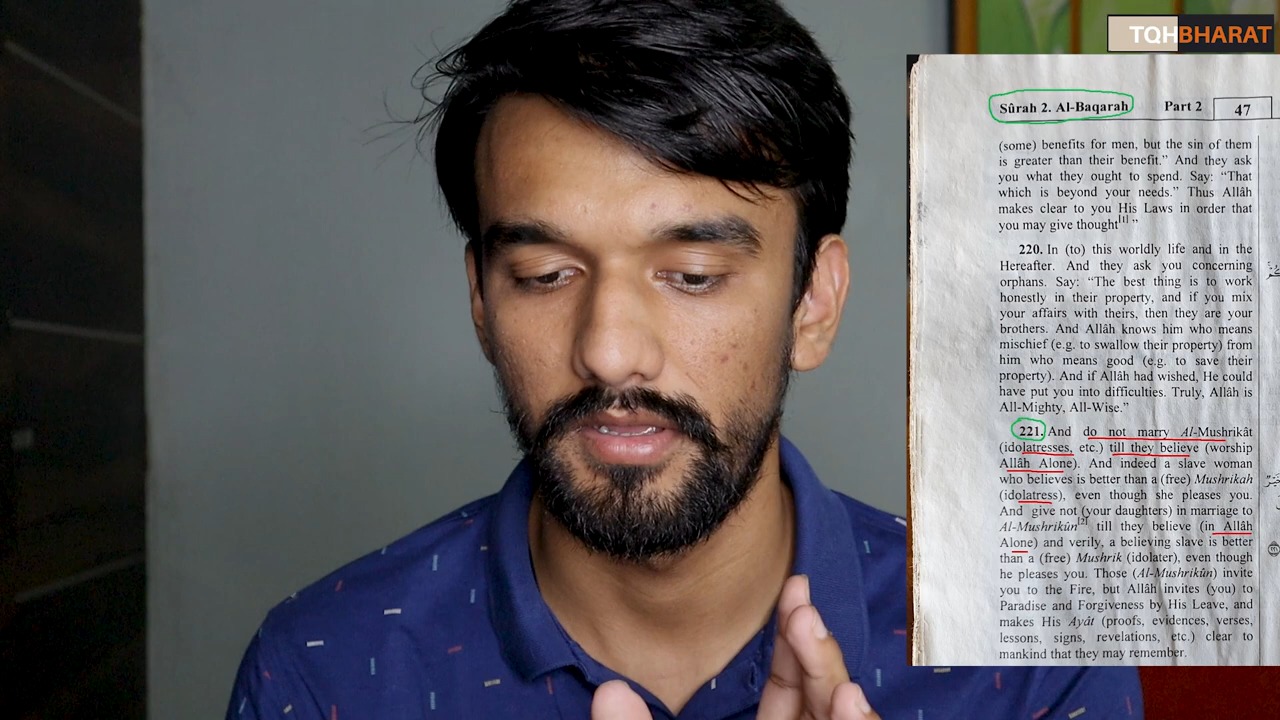 TQHBHARAT
Sûrah 2. Al-Baqarah Part 2 47
(some) benefits for men, but the sin of them
is greater than their benefit.” And they ask
you what they ought to spend. Say: “That
which is beyond your needs.” Thus Allâh
makes clear to you His Laws in order that
you may give thought[1].”
220. In (to) this worldly life and in the
Hereafter. And they ask you concerning
orphans. Say: “The best thing is to work
honestly in their property, and if you mix
your affairs with theirs, then they are your
brothers. And Allâh knows him who means
mischief (e.g. to swallow their property) from
him who means good (e.g. to save their
property). And if Allâh had wished, He could
have put you into difficulties. Truly, Allâh is
All-Mighty, All-Wise.”
221. And do not marry Al-Mushrikât
(idolatresses, etc.) till they believe (worship
Allâh Alone). And indeed a slave woman
who believes is better than a (free) Mushrikah
(idolatress), even though she pleases you.
And give not (your daughters) in marriage to
Al-Mushrikûn[2] till they believe (in Allâh
Alone) and verily, a believing slave is better
than a (free) Mushrik (idolater), even though
he pleases you. Those (Al-Mushrikûn) invite
you to the Fire, but Allâh invites (you) to
Paradise and Forgiveness by His Leave, and
makes His Ayât (proofs, evidences, verses,
lessons, signs, revelations, etc.) clear to
mankind that they may remember.